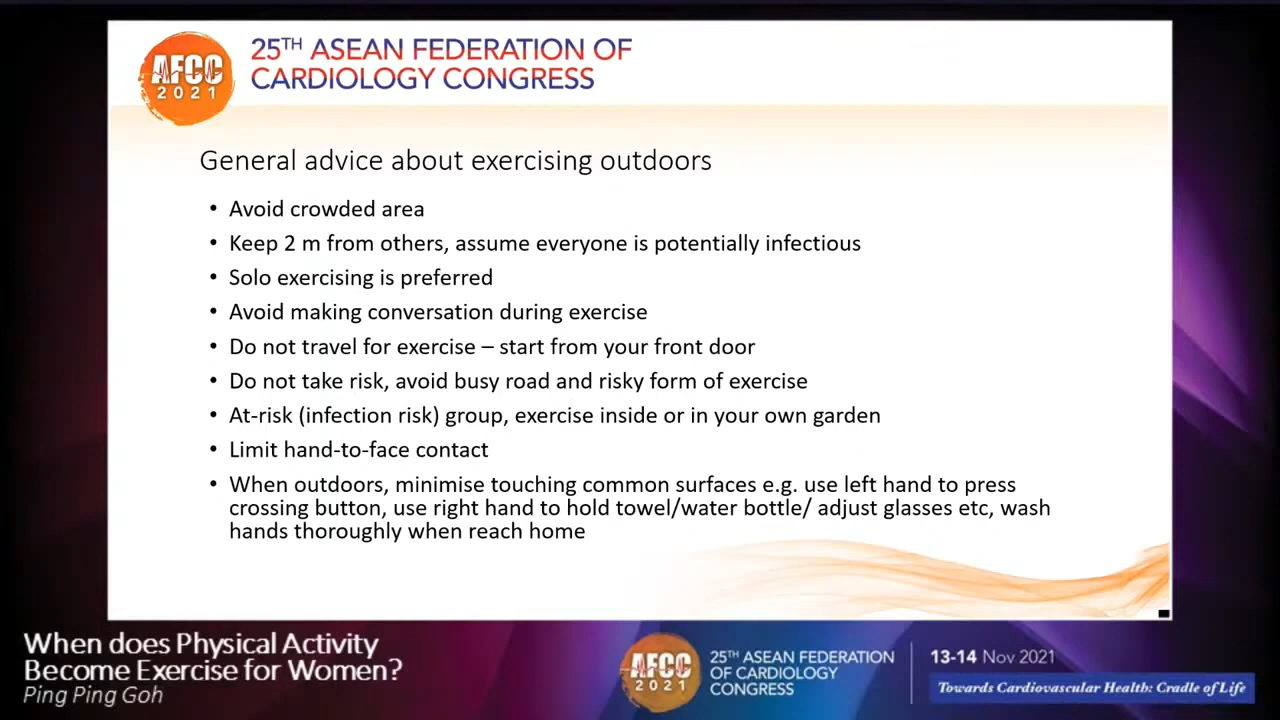 AFCC
2021
25TH ASEAN FEDERATION OF
CARDIOLOGY CONGRESS
General advice about exercising outdoors
• Avoid crowded area
• Keep 2 m from others, assume everyone is potentially infectious
• Solo exercising is preferred
• Avoid making conversation during exercise
• Do not travel for exercise – start from your front door
• Do not take risk, avoid busy road and risky form of exercise
• At-risk (infection risk) group, exercise inside or in your own garden
• Limit hand-to-face contact
• When outdoors, minimise touching common surfaces e.g. use left hand to press
crossing button, use right hand to hold towel/water bottle/ adjust glasses etc, wash
hands thoroughly when reach home
When does Physical Activity
Become Exercise for Women?
Ping Ping Goh
AFCC
2021
25TH ASEAN FEDERATION
OF CARDIOLOGY
CONGRESS
13-14 Nov 2021
Towards Cardiovascular Health: Cradle of Life